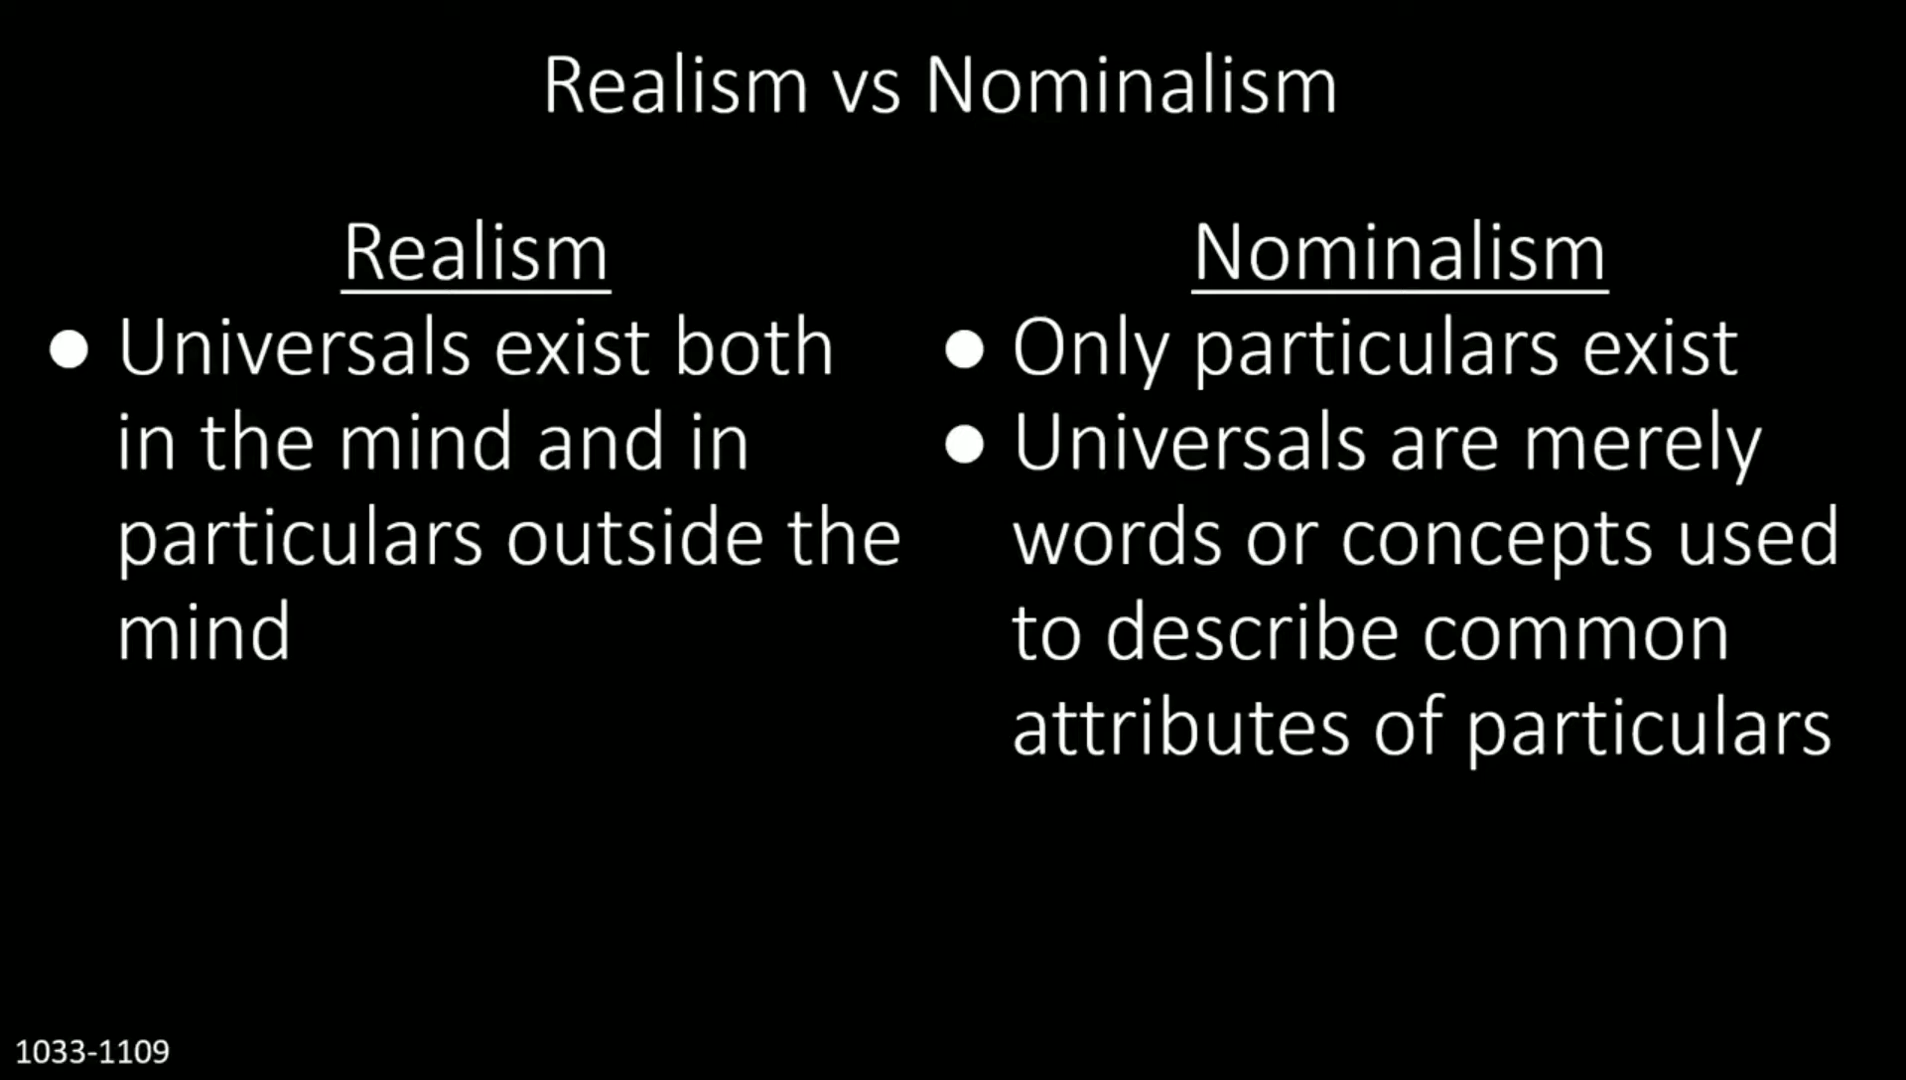 Realism vs Nominalism
Realism
● Universals exist both
in the mind and in
particulars outside the
mind
Nominalism
● Only particulars exist
● Universals are merely
words or concepts used
to describe common
attributes of particulars
1033-1109